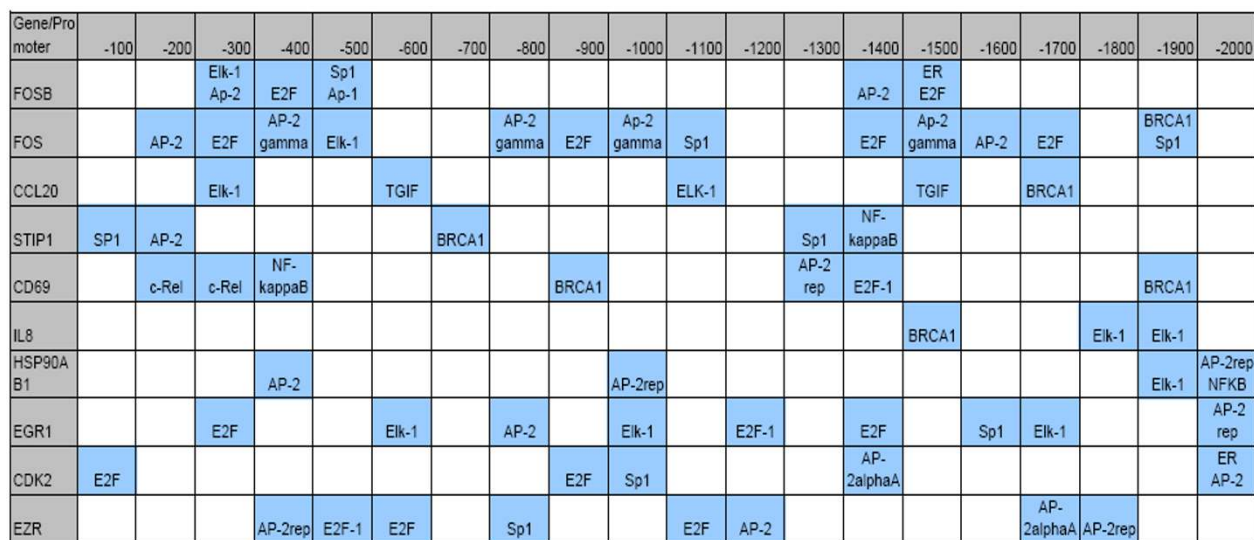 Gene/Pro
moter -100 -200 -300 -400 -500 -600 -700 -800 -900 -1000 -1100 -1200 -1300 -1400 -1500 -1600 -1700 -1800 -1900 -2000
Elk-1 Sp1 ER
FOSB Ap-2 E2F Ap-1 AP-2 E2F
AP-2 AP-2 Ap-2 Ap-2 BRCA1
FOS AP-2 E2F gamma Elk-1 gamma E2F gamma Sp1 E2F gamma AP-2 E2F Sp1
CCL20 Elk-1 TGIF ELK-1 TGIF BRCA1
NF-
STIP1 SP1 AP-2 BRCA1 Sp1 kappaB
NF- AP-2
CD69 c-Rel c-Rel kappaB BRCA1 rep E2F-1 BRCA1
IL8 BRCA1 Elk-1 Elk-1
HSP90A AP-2rep
B1 AP-2 AP-2rep Elk-1 NFKB
AP-2
EGR1 E2F Elk-1 AP-2 Elk-1 E2F-1 E2F Sp1 Elk-1 rep
AP- ER
CDK2 E2F E2F Sp1 2alphaA AP-2
AP-
EZR AP-2rep E2F-1 E2F Sp1 E2F AP-2 2alphaA AP-2rep